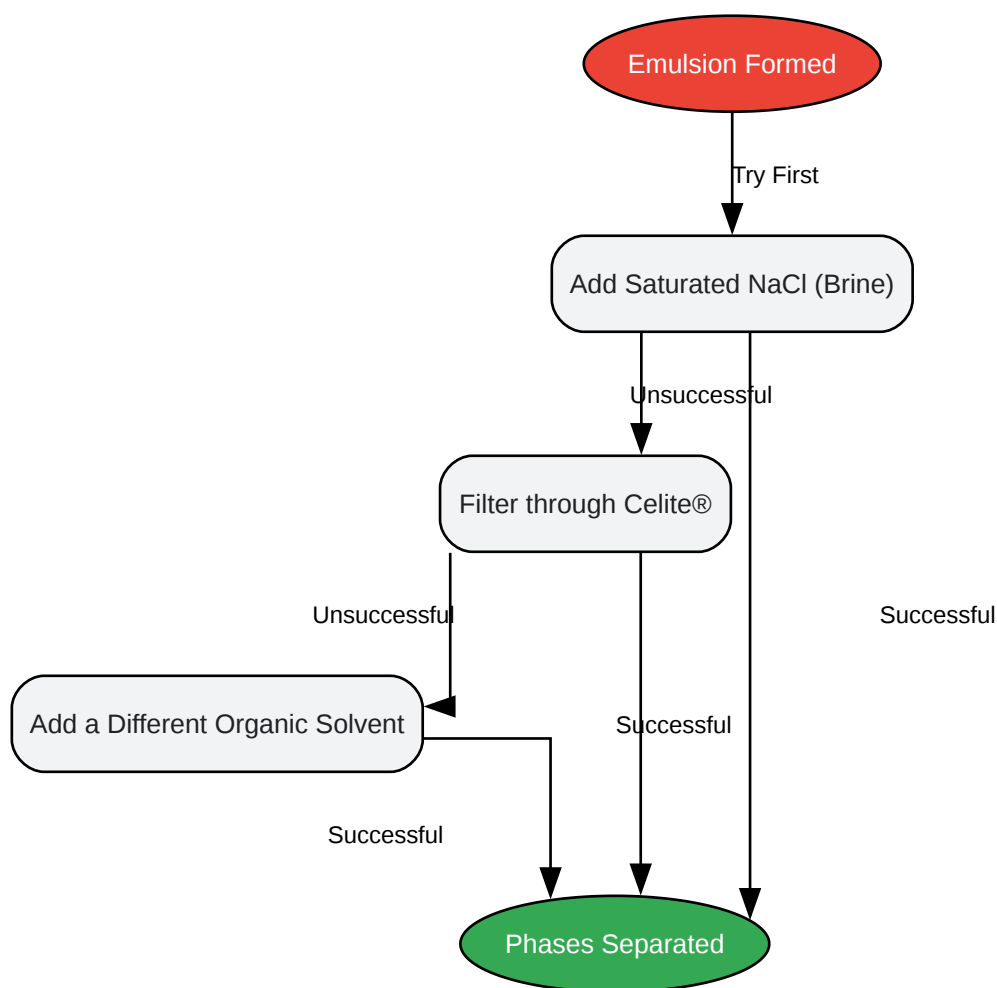 Emulsion Formed
Try First
Add Saturated NaCl (Brine)
Unsuccessful
Filter through Celite®
Unsuccessful
Successful
Add a Different Organic Solvent
Successful
Successful
Phases Separated